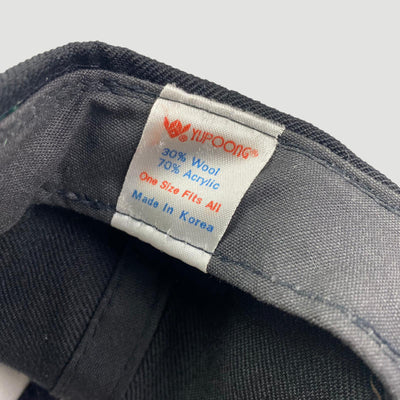 YUPOONG®
30% Wool
70% Acrylic
One Size Fits All
Made In Korea